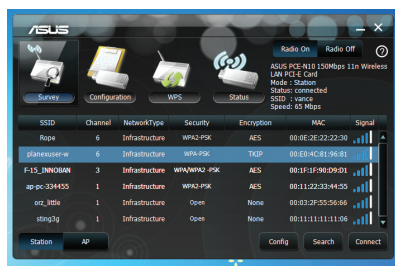 ASUS
Radio On Radio Off
ASUS PCE-N10 150Mbps 11n Wireless
LAN PCI-E Card
Mode : Station
Status: connected
SSID : vance
Speed: 65 Mbps
Survey Configuration WPS Status
SSID Channel NetworkType Security Encryption MAC Signal
Rope 6 Infrastructure WPA2-PSK AES 00:0E:2E:22:22:30
planexuser-w 6 Infrastructure WPA-PSK TKIP 00:E0:4C:81:96:81
F-15_INNOBAN 3 Infrastructure WPA/WPA2 -PSK AES 00:1F:1F:90:D9:D1
ap-pc-334455 1 Infrastructure WPA2-PSK AES 00:11:22:33:44:55
orz_little 1 Infrastructure Open None 00:03:2F:55:56:66
sting3g 1 Infrastructure Open None 00:11:11:11:11:06
Station AP Config Search Connect